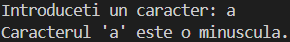 Introduceti un caracter: a
Caracterul 'a' este o minuscula.